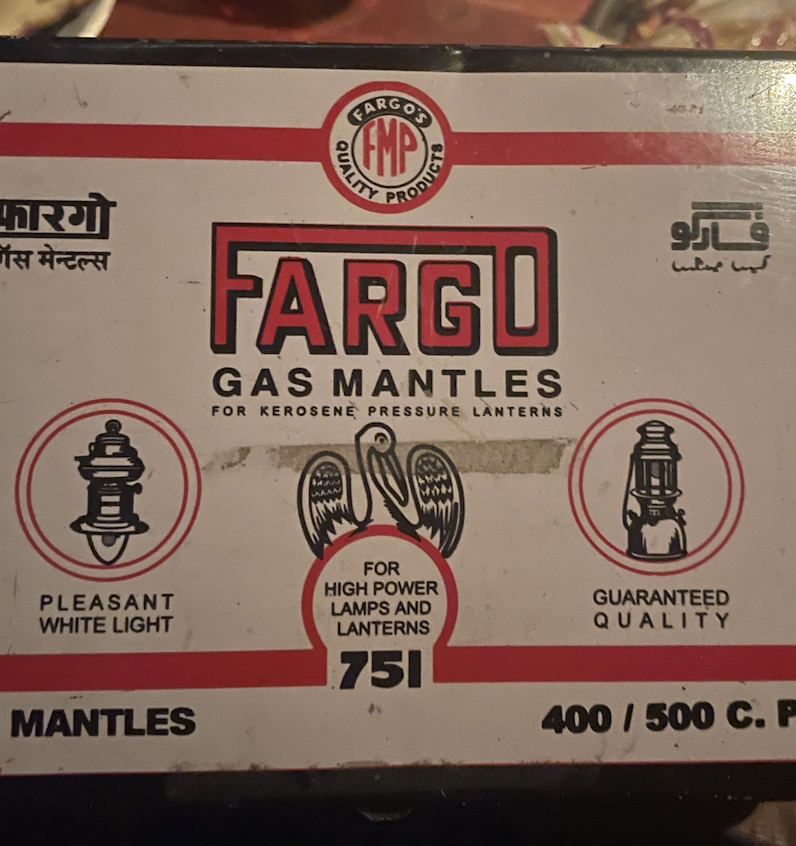 FARGO'S
FMP
QUALITY PRODUCTS
फारगो
गॅस मेन्टल्स
فارگو
FARGO
GAS MANTLES
FOR KEROSENE PRESSURE LANTERNS
PLEASANT
WHITE LIGHT
FOR
HIGH POWER
LAMPS AND
LANTERNS
751
GUARANTEED
QUALITY
MANTLES
400 / 500 C. P